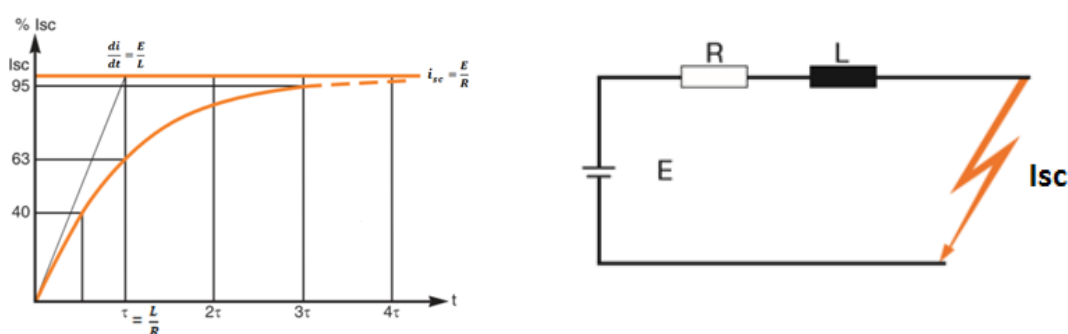 % Isc
Isc
di/dt = E/L
i_sc = E/R
95
63
40
τ = L/R
2τ
3τ
4τ
t
R
L
E
Isc